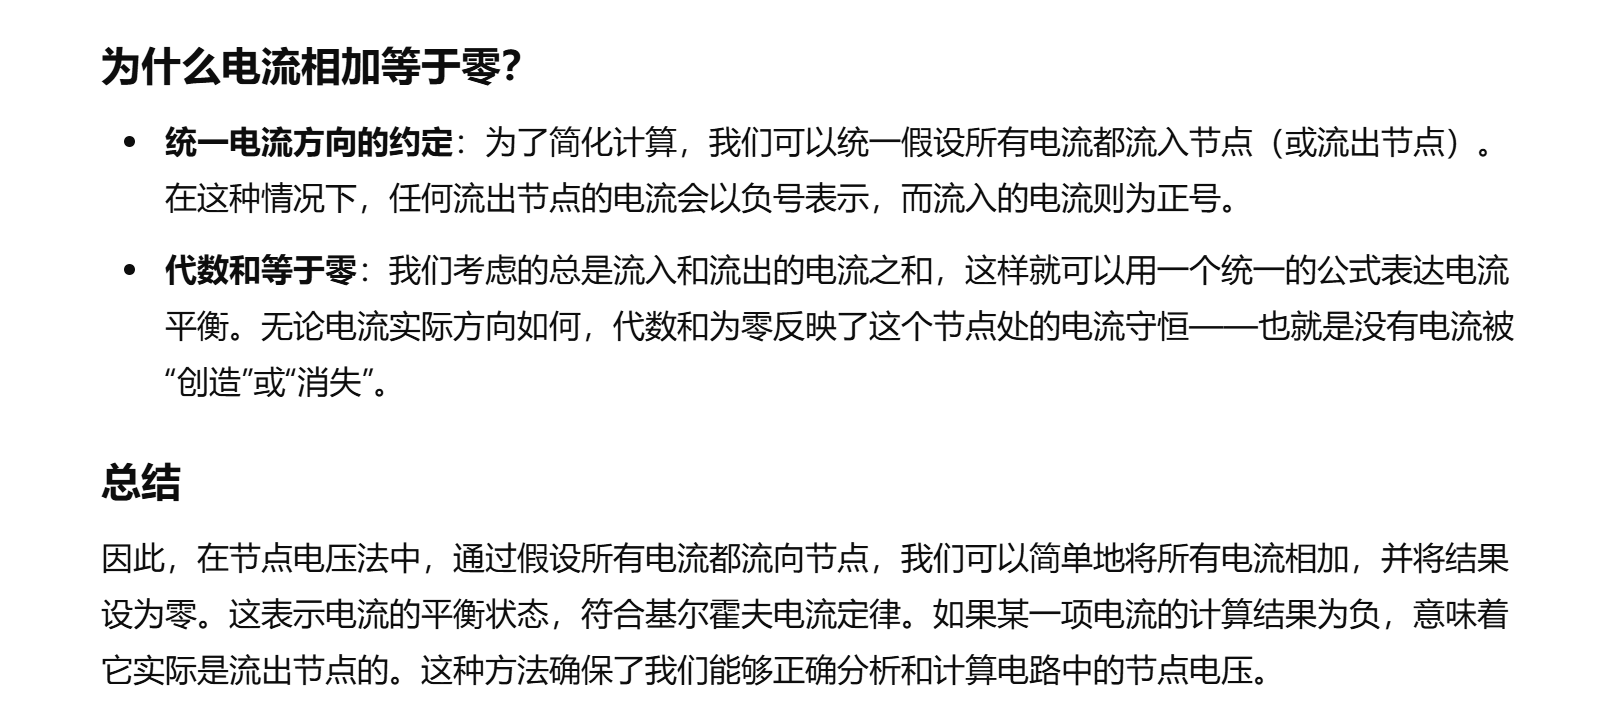 为什么电流相加等于零？
• 统一电流方向的约定：为了简化计算，我们可以统一假设所有电流都流入节点（或流出节点）。
在这种情况下，任何流出节点的电流会以负号表示，而流入的电流则为正号。
• 代数和等于零：我们考虑的总是流入和流出的电流之和，这样就可以用一个统一的公式表达电流
平衡。无论电流实际方向如何，代数和为零反映了这个节点处的电流守恒——也就是没有电流被
“创造”或“消失”。
总结
因此，在节点电压法中，通过假设所有电流都流向节点，我们可以简单地将所有电流相加，并将结果
设为零。这表示电流的平衡状态，符合基尔霍夫电流定律。如果某一项电流的计算结果为负，意味着
它实际是流出节点的。这种方法确保了我们能够正确分析和计算电路中的节点电压。